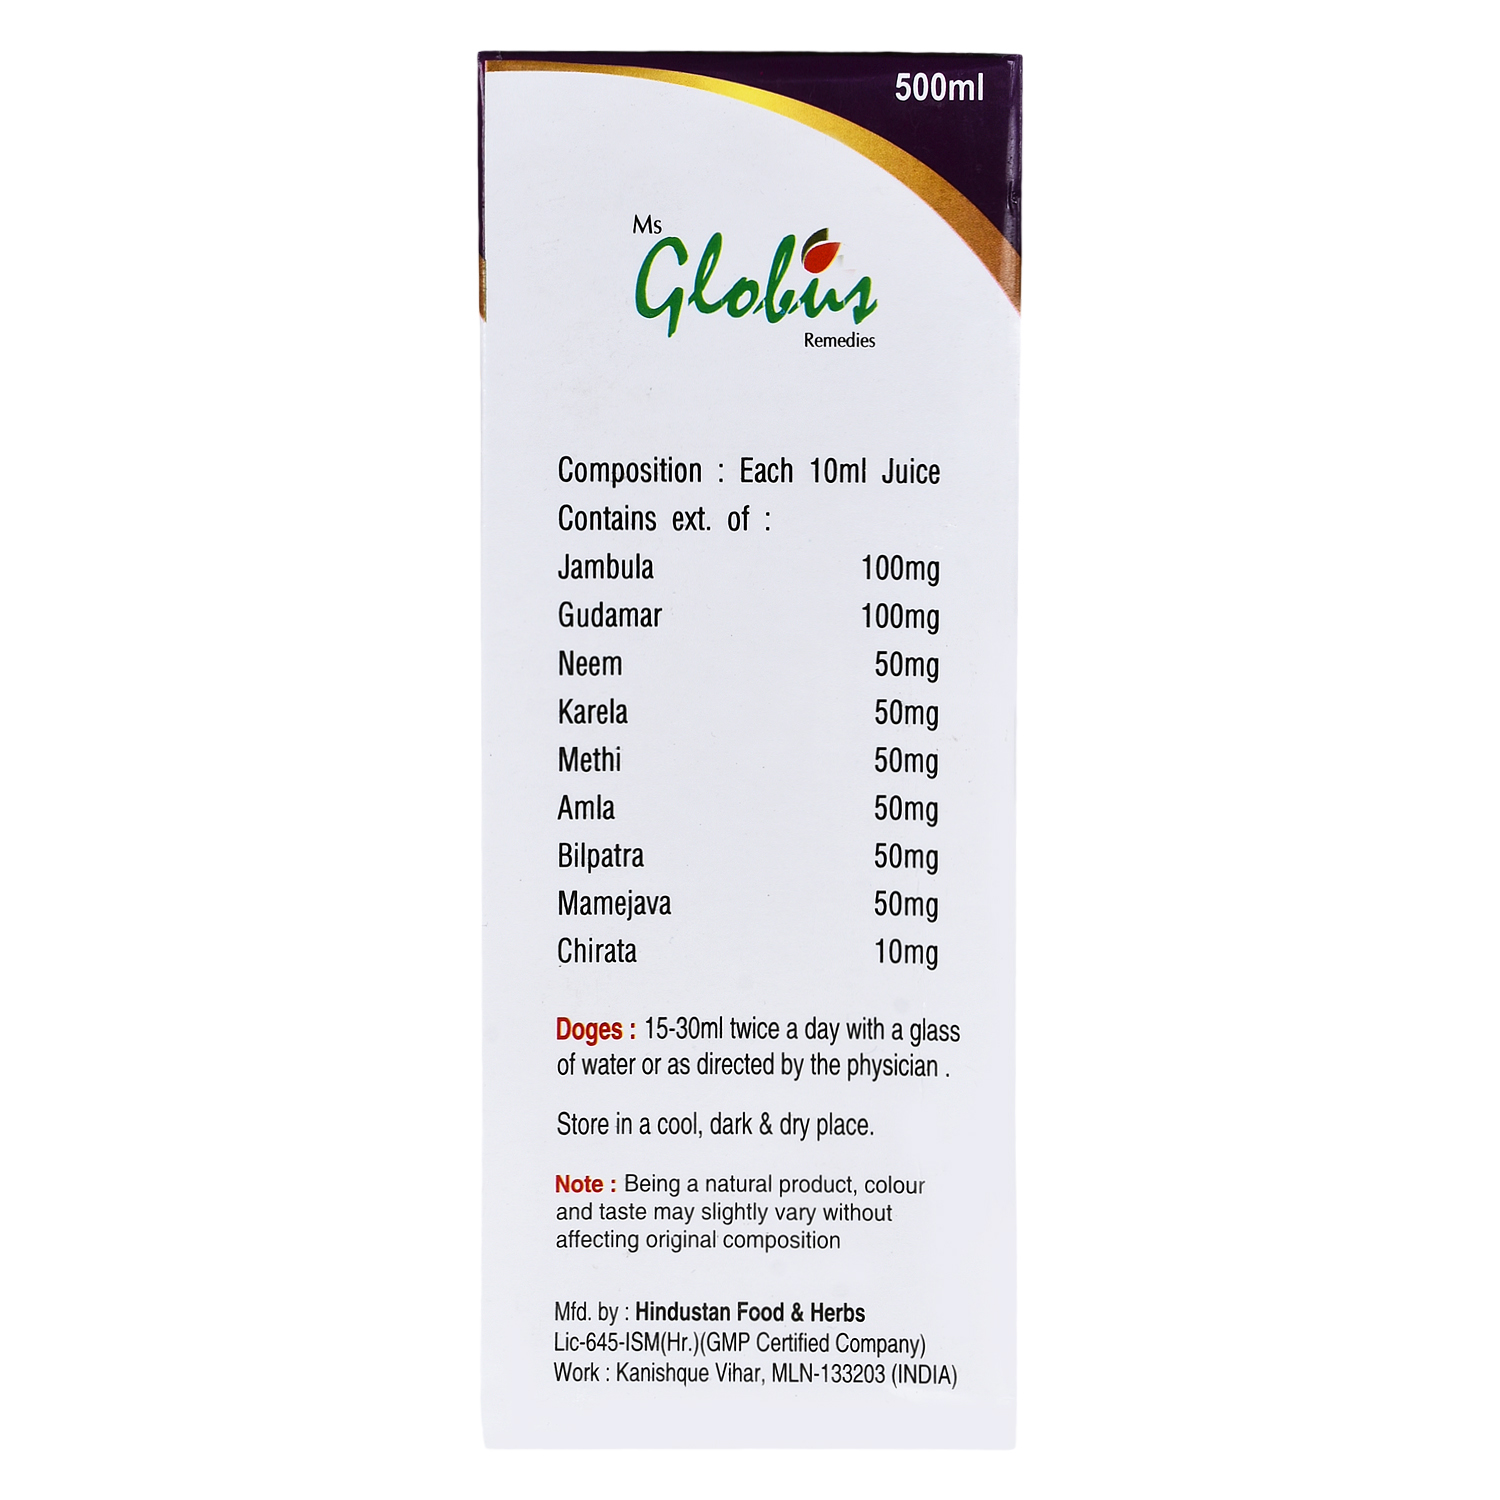 500ml
Ms
Globus
Remedies
Composition : Each 10ml Juice
Contains ext. of :
Jambula 100mg
Gudamar 100mg
Neem 50mg
Karela 50mg
Methi 50mg
Amla 50mg
Bilpatra 50mg
Mamejava 50mg
Chirata 10mg
Doges : 15-30ml twice a day with a glass
of water or as directed by the physician .
Store in a cool, dark & dry place.
Note : Being a natural product, colour
and taste may slightly vary without
affecting original composition
Mfd. by : Hindustan Food & Herbs
Lic-645-ISM(Hr.)(GMP Certified Company)
Work : Kanishque Vihar, MLN-133203 (INDIA)